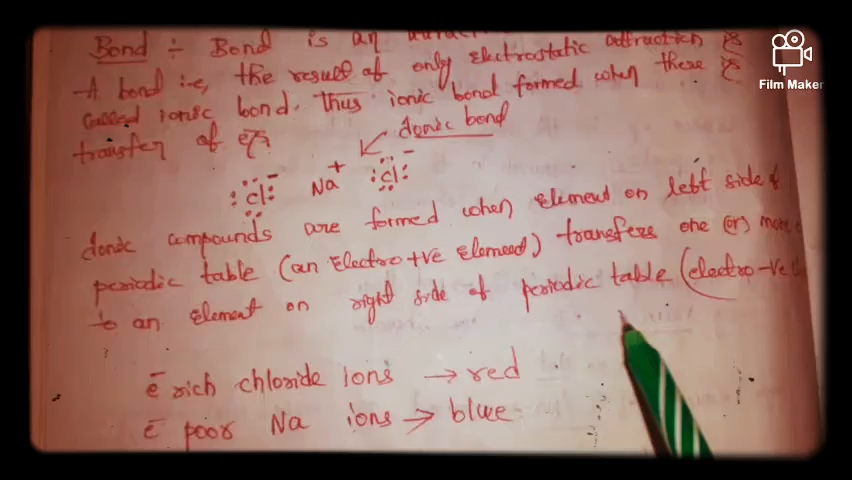 Bond ÷ Bond is an
A bond i-e, the result of only Electrostatic attraction is
called ionic bond. Thus ionic bond formed when there is
transfer of e⁻s
Ionic bond
Cl⁻ Na⁺ Cl⁻
Ionic compounds are formed when Element on left side of
periodic table (an Electro +ve Element) transfers one (or) more
to an Element on right side of periodic table (electro -ve
e⁻ rich chloride ions → red
e⁻ poor Na ions → blue
Film Maker